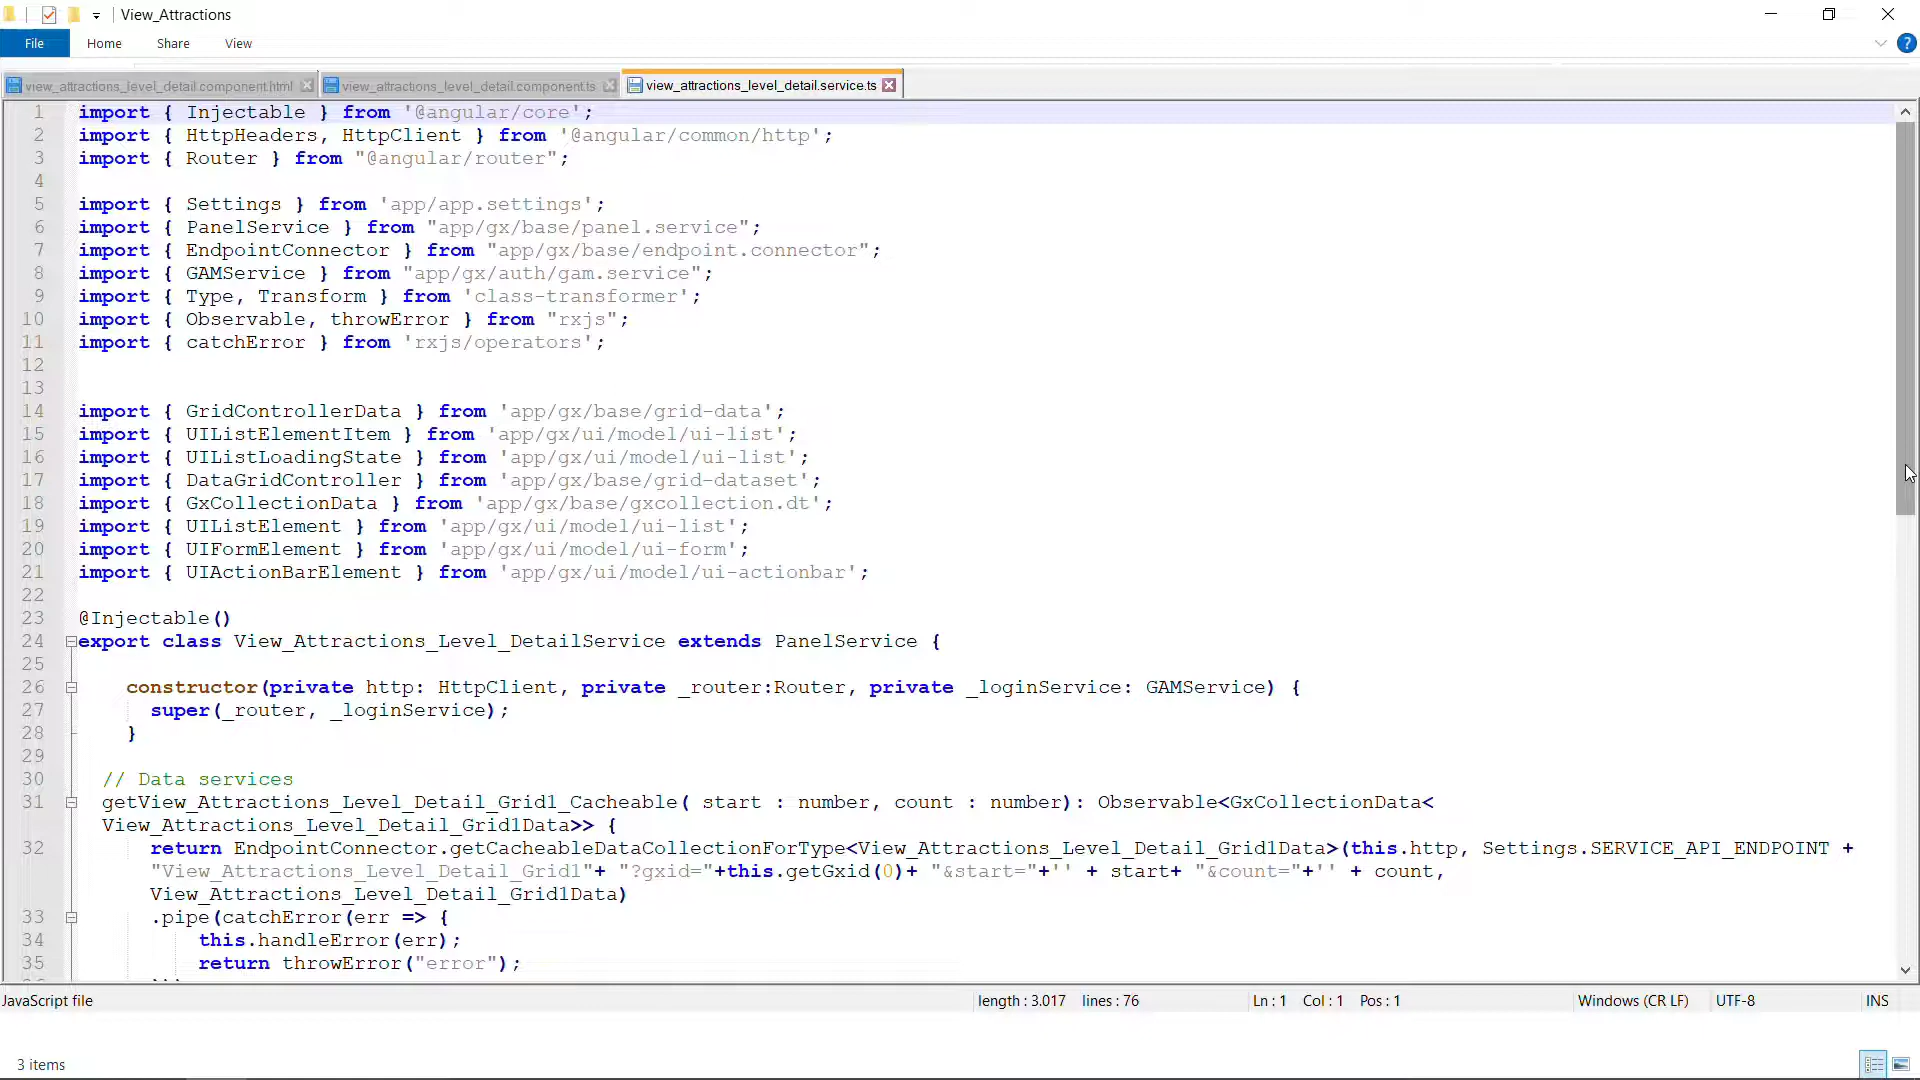 View_Attractions
File Home Share View
view_attractions_level_detail.component.html view_attractions_level_detail.component.ts view_attractions_level_detail.service.ts
1 import { Injectable } from '@angular/core';
2 import { HttpHeaders, HttpClient } from '@angular/common/http';
3 import { Router } from "@angular/router";
4
5 import { Settings } from 'app/app.settings';
6 import { PanelService } from "app/gx/base/panel.service";
7 import { EndpointConnector } from "app/gx/base/endpoint.connector";
8 import { GAMService } from "app/gx/auth/gam.service";
9 import { Type, Transform } from 'class-transformer';
10 import { Observable, throwError } from "rxjs";
11 import { catchError } from 'rxjs/operators';
12
13
14 import { GridControllerData } from 'app/gx/base/grid-data';
15 import { UIListElementItem } from 'app/gx/ui/model/ui-list';
16 import { UIListLoadingState } from 'app/gx/ui/model/ui-list';
17 import { DataGridController } from 'app/gx/base/grid-dataset';
18 import { GxCollectionData } from 'app/gx/base/gxcollection.dt';
19 import { UIListElement } from 'app/gx/ui/model/ui-list';
20 import { UIFormElement } from 'app/gx/ui/model/ui-form';
21 import { UIActionBarElement } from 'app/gx/ui/model/ui-actionbar';
22
23 @Injectable()
24 export class View_Attractions_Level_DetailService extends PanelService {
25
26 constructor(private http: HttpClient, private _router:Router, private _loginService: GAMService) {
27 super(_router, _loginService);
28 }
29
30 // Data services
31 getView_Attractions_Level_Detail_Grid1_Cacheable( start : number, count : number): Observable<GxCollectionData<
View_Attractions_Level_Detail_Grid1Data>> {
32 return EndpointConnector.getCacheableDataCollectionForType<View_Attractions_Level_Detail_Grid1Data>(this.http, Settings.SERVICE_API_ENDPOINT +
"View_Attractions_Level_Detail_Grid1"+ "?gxid="+this.getGxid(0)+ "&start="+'' + start+ "&count="+'' + count,
View_Attractions_Level_Detail_Grid1Data)
33 .pipe(catchError(err => {
34 this.handleError(err);
35 return throwError("error");
JavaScript file length : 3.017 lines : 76 Ln : 1 Col : 1 Pos : 1 Windows (CR LF) UTF-8 INS
3 items